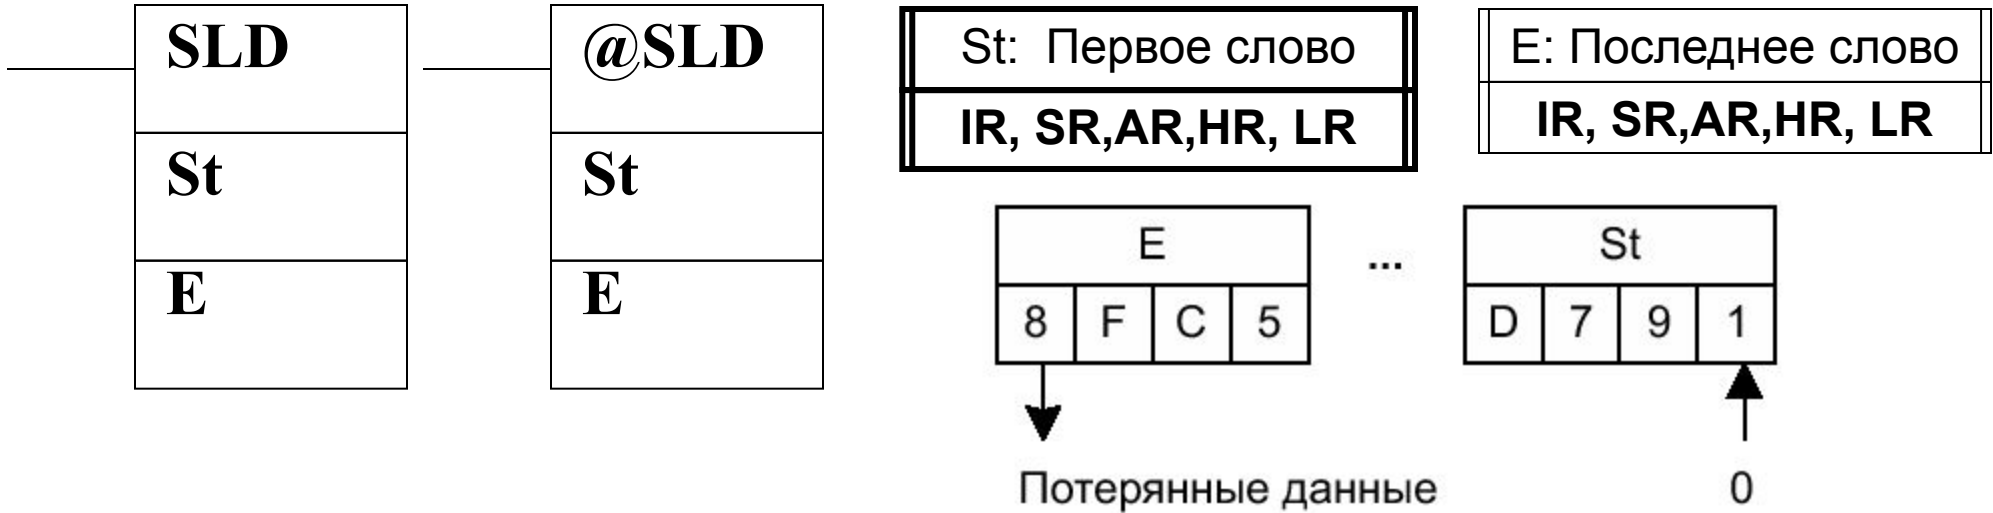 SLD
St
E
@SLD
St
E
St: Первое слово
IR, SR,AR,HR, LR
E: Последнее слово
IR, SR,AR,HR, LR
E ... St
8 F C 5 D 7 9 1
Потерянные данные 0